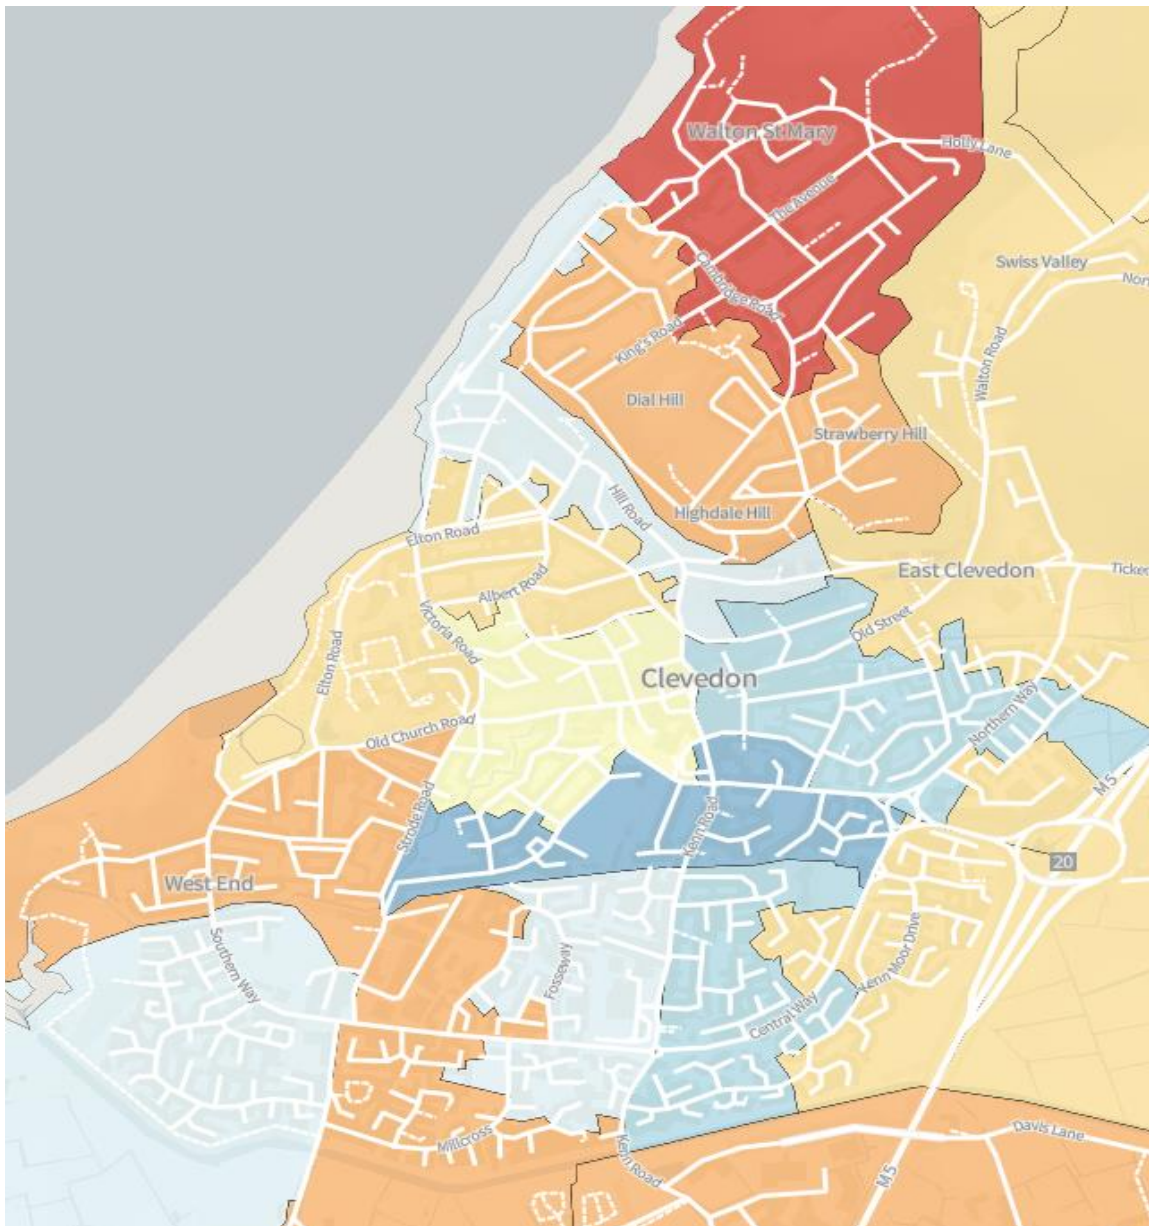 Walton St Mary
Holly Lane
The Avenue
Swiss Valley
Nor
Cambridge Road
King's Road
Walton Road
Dial Hill
Strawberry Hill
Hill Road
Highdale Hill
Elton Road
East Clevedon
Ticke
Albert Road
Victoria Road
Old Street
Elton Road
Clevedon
Northern Way
Old Church Road
M5
Strode Road
Kenn Road
20
West End
Southern Way
Fosseway
Kenn Moor Drive
Central Way
Millcross
Kenn Road
Davis Lane
M5